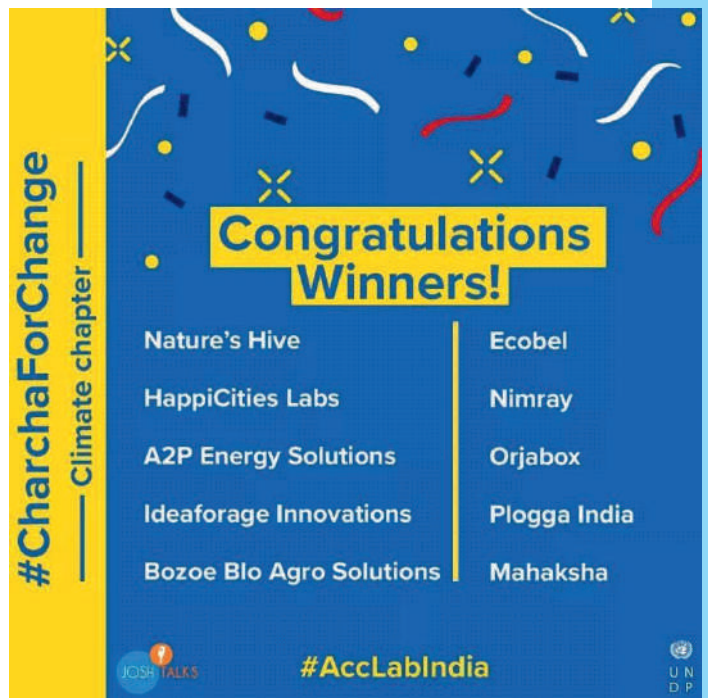 #CharchaForChange
Climate chapter
Congratulations
Winners!
Nature's Hive
HappiCities Labs
A2P Energy Solutions
Ideaforage Innovations
Bozoe Blo Agro Solutions
Ecobel
Nimray
Orjabox
Plogga India
Mahaksha
JOSH TALKS
#AccLabIndia
U N
D P